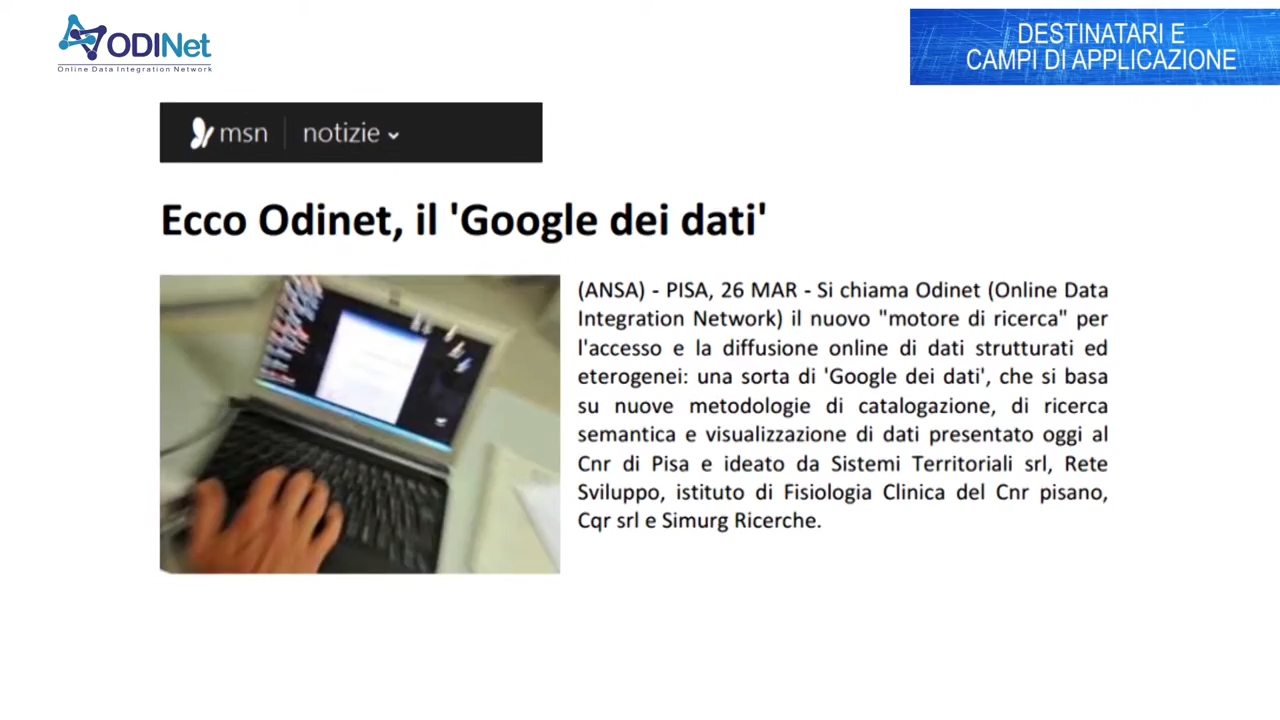 ODINet
Online Data Integration Network
DESTINATARI E
CAMPI DI APPLICAZIONE
msn notizie
Ecco Odinet, il 'Google dei dati'
(ANSA) - PISA, 26 MAR - Si chiama Odinet (Online Data
Integration Network) il nuovo "motore di ricerca" per
l'accesso e la diffusione online di dati strutturati ed
eterogenei: una sorta di 'Google dei dati', che si basa
su nuove metodologie di catalogazione, di ricerca
semantica e visualizzazione di dati presentato oggi al
Cnr di Pisa e ideato da Sistemi Territoriali srl, Rete
Sviluppo, istituto di Fisiologia Clinica del Cnr pisano,
Cqr srl e Simurg Ricerche.